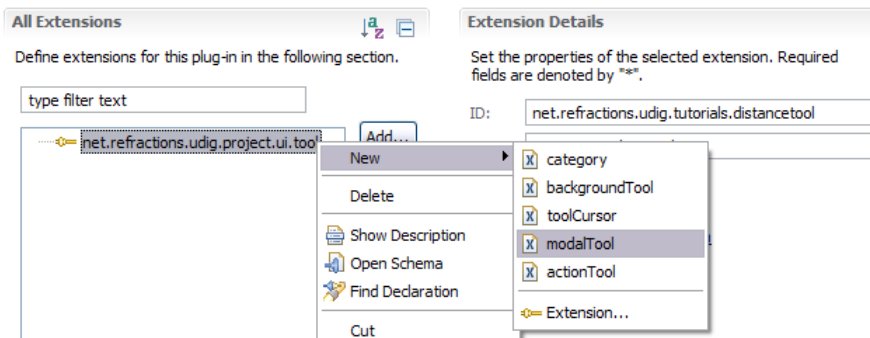 All Extensions
Define extensions for this plug-in in the following section.
type filter text
net.refractions.udig.project.ui.tool
Add...
New
Delete
Show Description
Open Schema
Find Declaration
Cut
category
backgroundTool
toolCursor
modalTool
actionTool
Extension...
Extension Details
Set the properties of the selected extension. Required
fields are denoted by "*".
ID:
net.refractions.udig.tutorials.distancetool